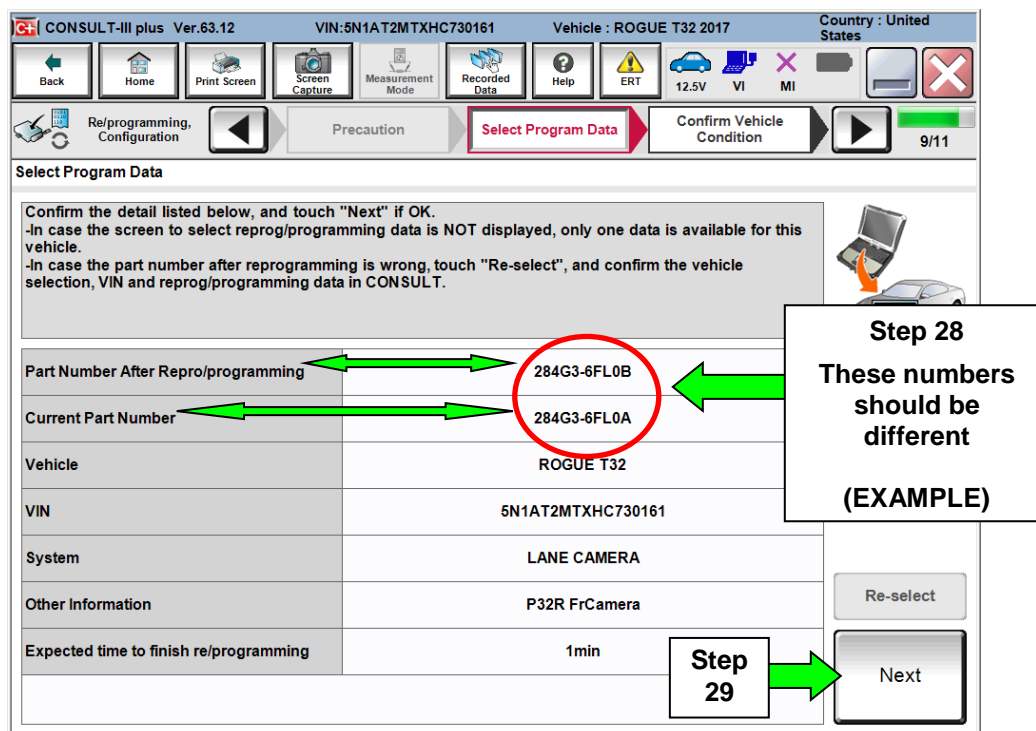 CONSULT-III plus Ver.63.12 VIN:5N1AT2MTXHC730161 Vehicle : ROGUE T32 2017 Country : United
States
Back Home Print Screen Screen
Capture Measurement
Mode Recorded
Data Help ERT 12.5V VI MI
Re/programming,
Configuration Precaution Select Program Data Confirm Vehicle
Condition 9/11
Select Program Data
Confirm the detail listed below, and touch "Next" if OK.
-In case the screen to select reprog/programming data is NOT displayed, only one data is available for this
vehicle.
-In case the part number after reprogramming is wrong, touch "Re-select", and confirm the vehicle
selection, VIN and reprog/programming data in CONSULT.
Step 28
These numbers
should be
different
(EXAMPLE)
Part Number After Repro/programming 284G3-6FL0B
Current Part Number 284G3-6FL0A
Vehicle ROGUE T32
VIN 5N1AT2MTXHC730161
System LANE CAMERA
Other Information P32R FrCamera
Expected time to finish re/programming 1min
Re-select
Step
29
Next